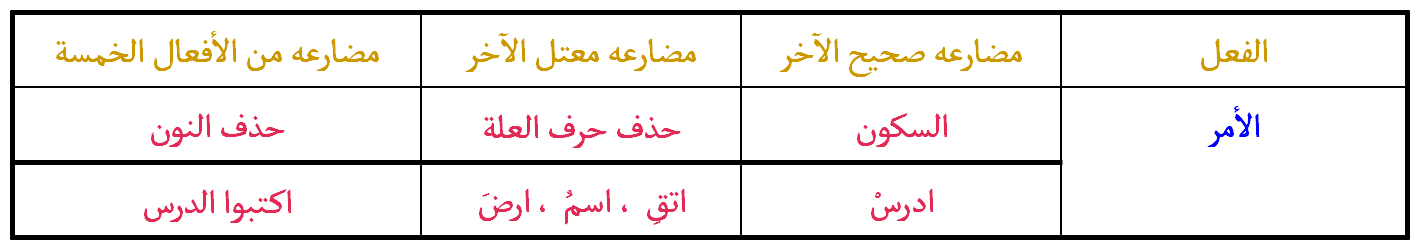 الفعل مضارعه صحيح الآخر مضارعه معتل الآخر مضارعه من الأفعال الخمسة
الأمر السكون حذف حرف العلة حذف النون
ادرسْ اتقِ ، اسمُ ، ارضَ اكتبوا الدرس